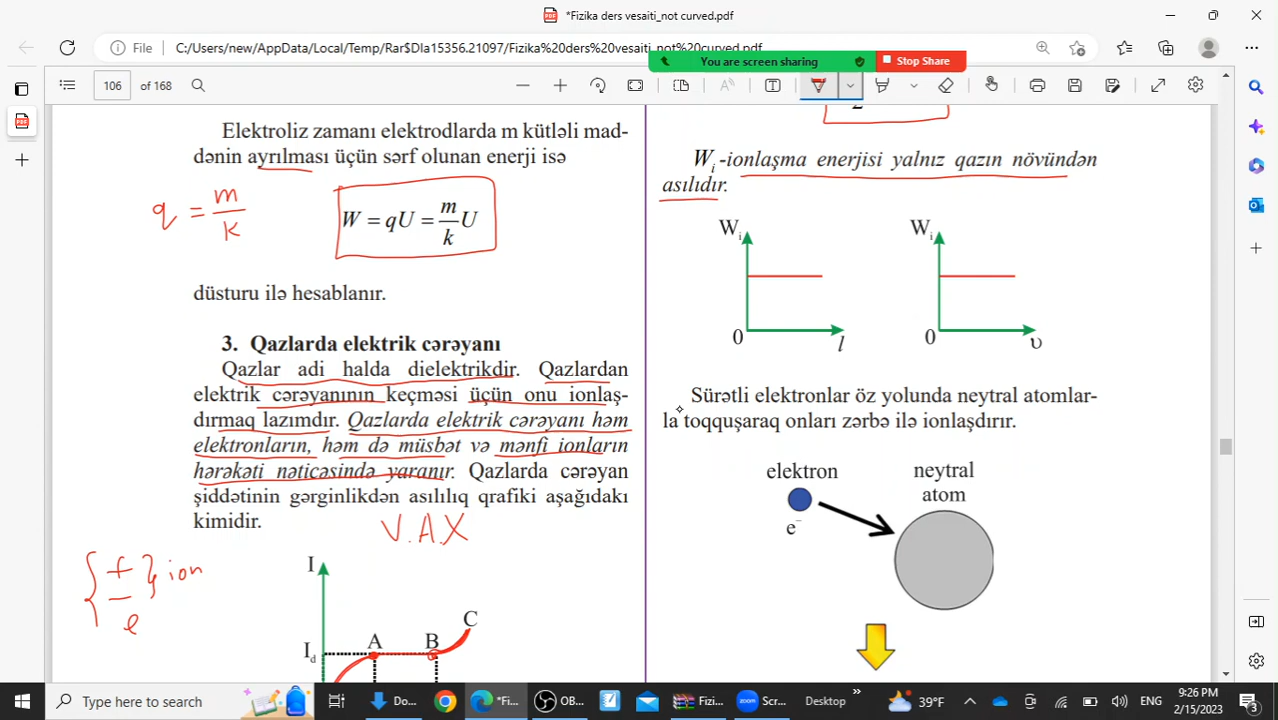 *Fizika ders vesaiti_not curved.pdf
File
C:/Users/new/AppData/Local/Temp/Rar$DIa15356.21097/Fizika%20ders%20vesaiti_not%20curved.pdf
You are screen sharing
Stop Share
106 of 168
Elektroliz zamanı elektrodlarda m kütləli mad-
dənin ayrılması üçün sərf olunan enerji isə
q = m/k
W = qU = m/k U
düsturu ilə hesablanır.
3. Qazlarda elektrik cərəyanı
Qazlar adi halda dielektrikdir. Qazlardan
elektrik cərəyanının keçməsi üçün onu ionlaş-
dırmaq lazımdır. Qazlarda elektrik cərəyanı həm
elektronların, həm də müsbət və mənfi ionların
hərəkəti nəticəsində yaranır. Qazlarda cərəyan
şiddətinin gərginlikdən asılılıq qrafiki aşağıdakı
kimidir.
V.A.X
+
−
} ion
e
I
I_d
A
B
C
2
W_i-ionlaşma enerjisi yalnız qazın növündən
asılıdır.
W_i
0
l
W_i
0
υ
Sürətli elektronlar öz yolunda neytral atomlar-
la toqquşaraq onları zərbə ilə ionlaşdırır.
elektron
e⁻
neytral
atom
Type here to search
Do...
*Fi...
OB...
Fizi...
Scr...
Desktop
39°F
ENG
9:26 PM
2/15/2023
3